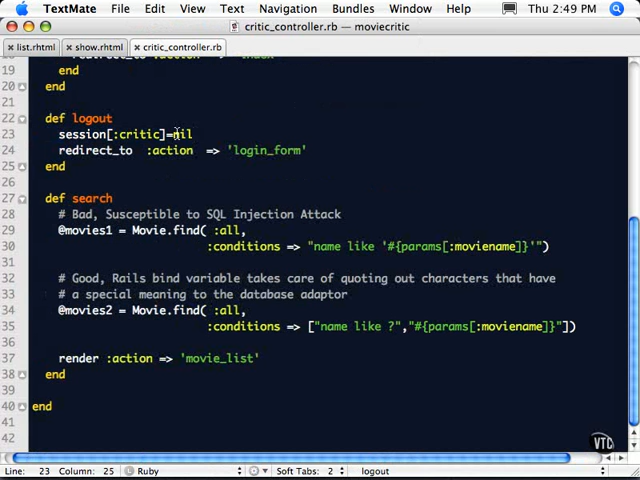 TextMate File Edit View Text Navigation Bundles Window Help Thu 2:49 PM
critic_controller.rb — moviecritic
list.rhtml show.rhtml critic_controller.rb
19 end
20 end
21
22 def logout
23 session[:critic]=nil
24 redirect_to :action => 'login_form'
25 end
26
27 def search
28 # Bad, Susceptible to SQL Injection Attack
29 @movies1 = Movie.find( :all,
30 :conditions => "name like '#{params[:moviename]}'")
31
32 # Good, Rails bind variable takes care of quoting out characters that have
33 # a special meaning to the database adaptor
34 @movies2 = Movie.find( :all,
35 :conditions => ["name like ?","#{params[:moviename]}"])
36
37 render :action => 'movie_list'
38 end
39
40 end
41
42
VTC
Line: 23 Column: 25 Ruby Soft Tabs: 2 logout